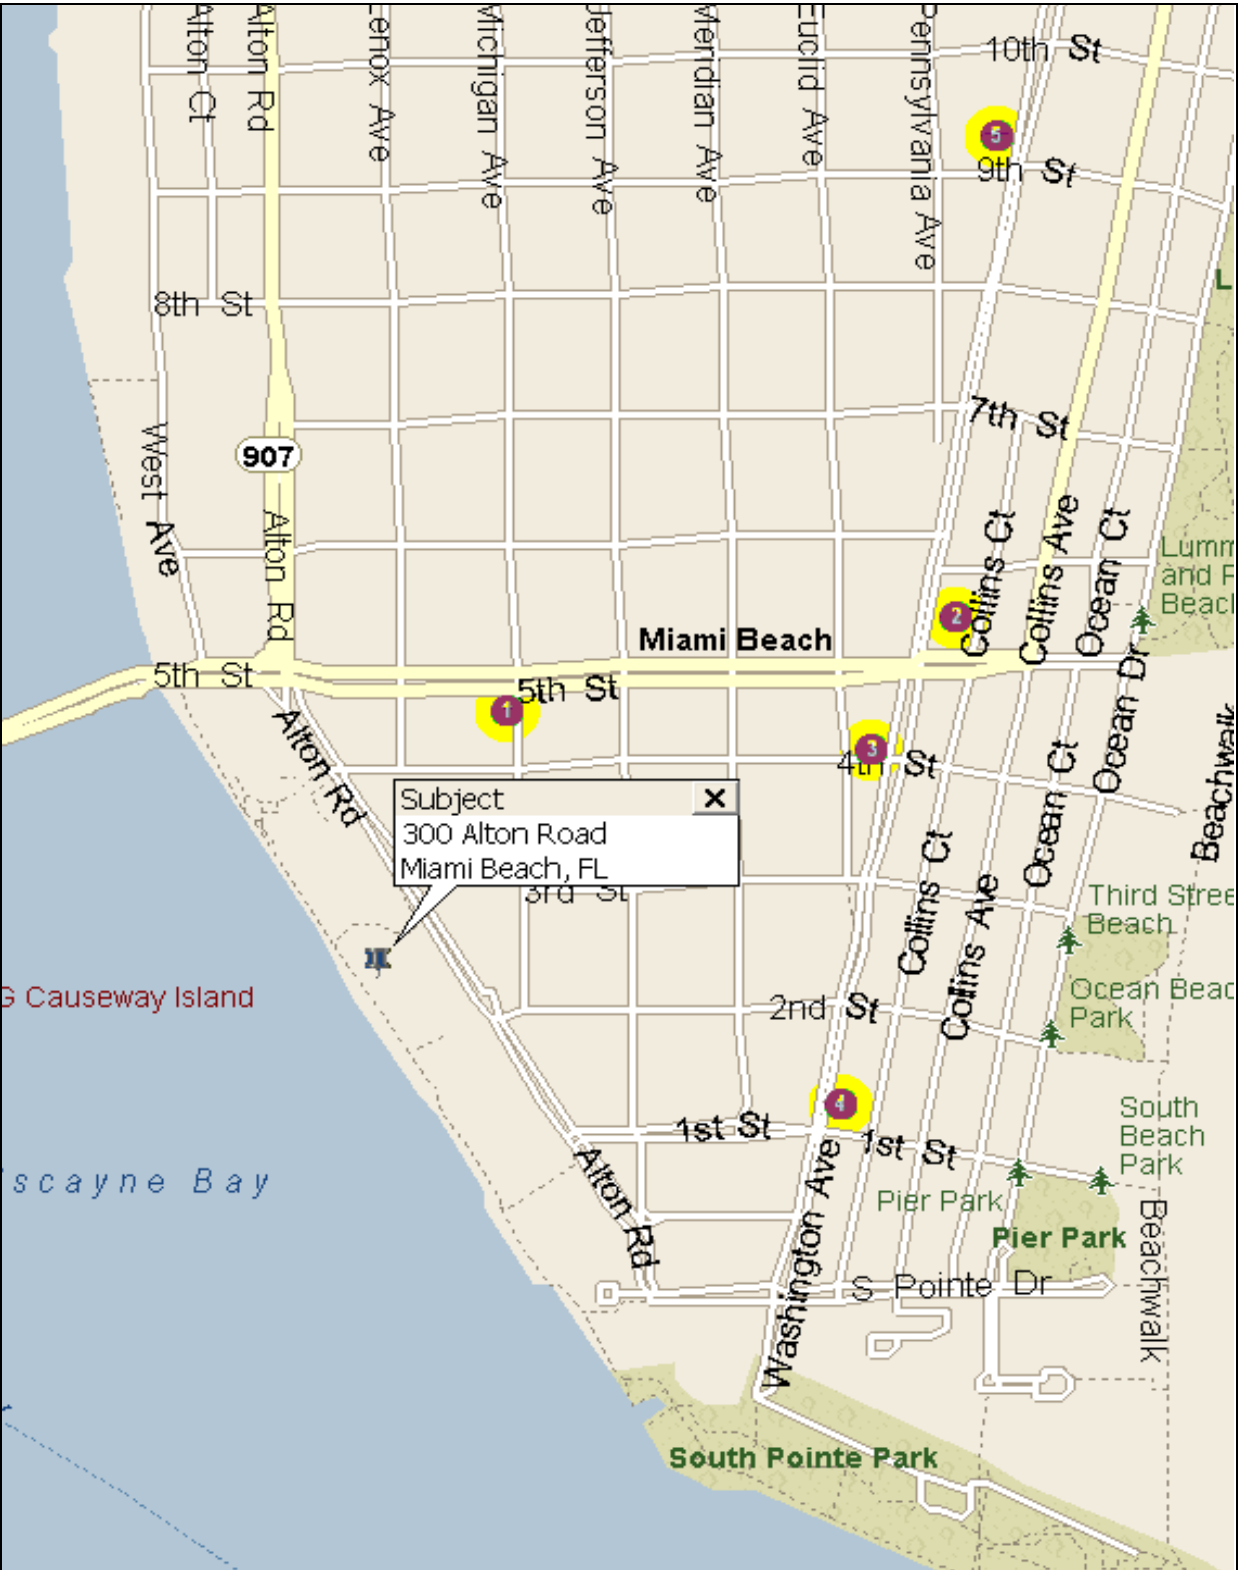 Alton Ct
Alton Rd
Lenox Ave
Michigan Ave
Jefferson Ave
Meridian Ave
Euclid Ave
Pennsylvania Ave
10th St
5
9th St
8th St
L
7th St
907
West Ave
Alton Rd
Collins Ct
Collins Ave
Ocean Ct
Lumm
and P
Beach
2
Miami Beach
5th St
5th St
1
Ocean Dr
Alton Rd
3
4th St
Ocean Ct
Beachwalk
Subject
300 Alton Road
Miami Beach, FL
3rd St
Collins Ct
Collins Ave
Third Stree
Beach
G Causeway Island
2nd St
Ocean Beac
Park
4
1st St
1st St
South
Beach
Park
scayne Bay
Alton Rd
Washington Ave
Pier Park
Pier Park
Beachwalk
S Pointe Dr
South Pointe Park